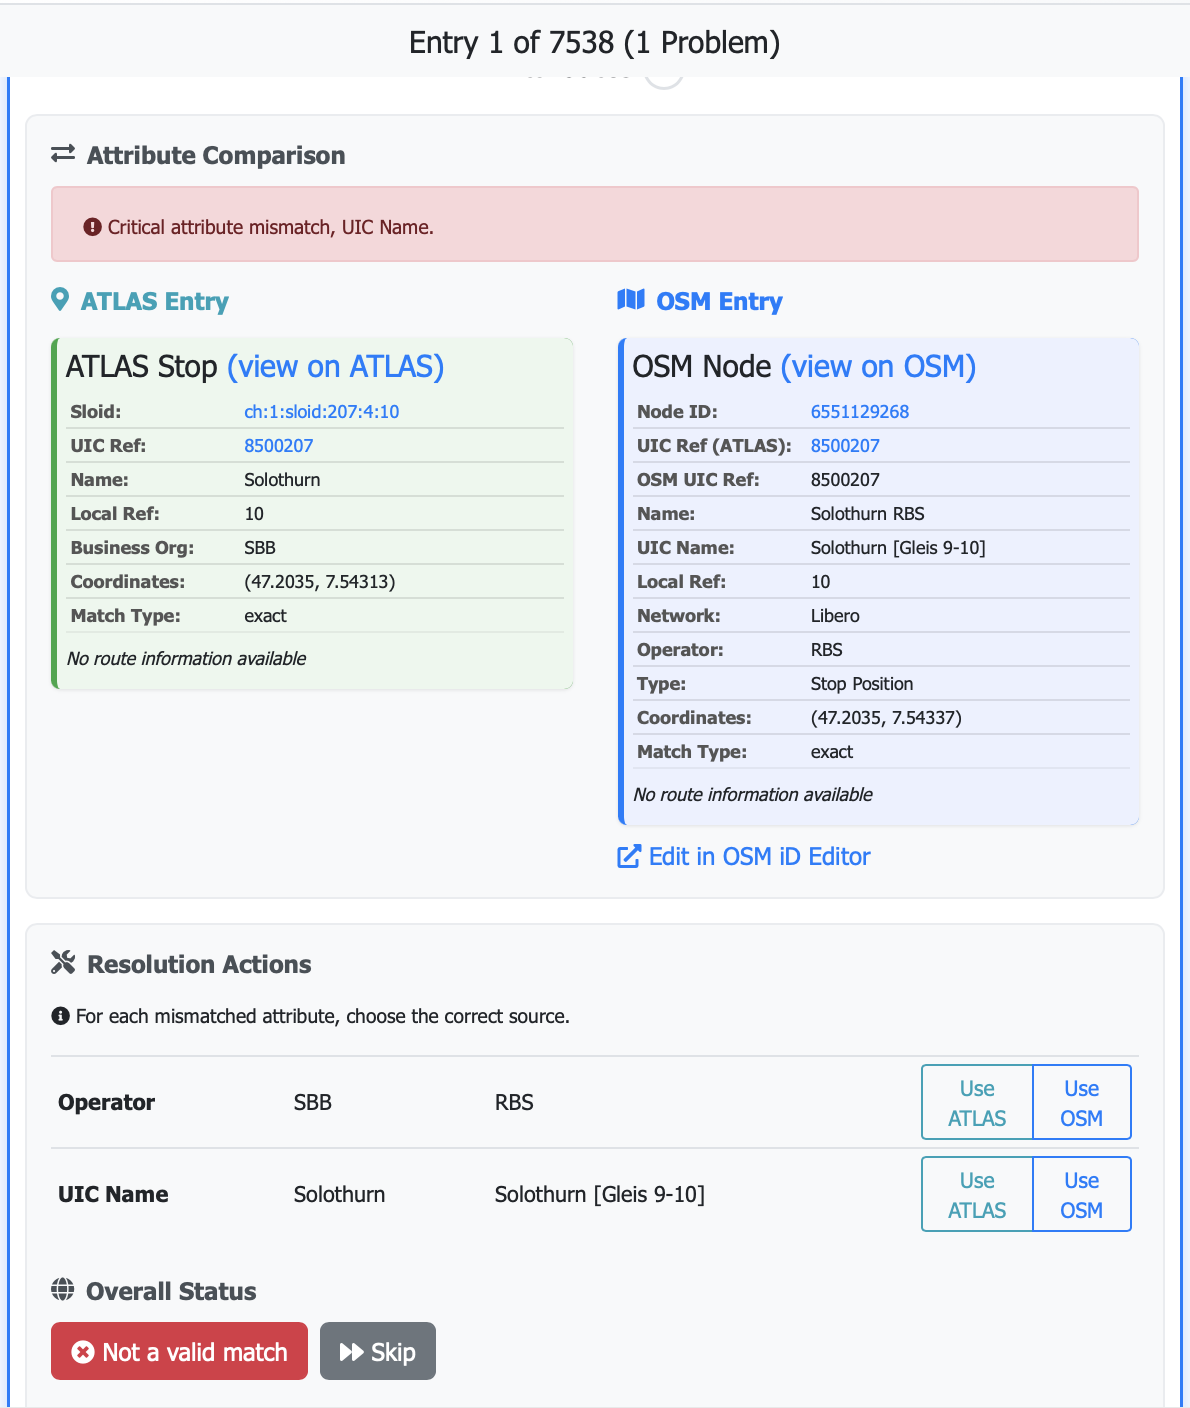 Entry 1 of 7538 (1 Problem)
Attribute Comparison
Critical attribute mismatch, UIC Name.
ATLAS Entry
ATLAS Stop (view on ATLAS)
Sloid: ch:1:sloid:207:4:10
UIC Ref: 8500207
Name: Solothurn
Local Ref: 10
Business Org: SBB
Coordinates: (47.2035, 7.54313)
Match Type: exact
No route information available
OSM Entry
OSM Node (view on OSM)
Node ID: 6551129268
UIC Ref (ATLAS): 8500207
OSM UIC Ref: 8500207
Name: Solothurn RBS
UIC Name: Solothurn [Gleis 9-10]
Local Ref: 10
Network: Libero
Operator: RBS
Type: Stop Position
Coordinates: (47.2035, 7.54337)
Match Type: exact
No route information available
Edit in OSM iD Editor
Resolution Actions
For each mismatched attribute, choose the correct source.
Operator SBB RBS Use ATLAS Use OSM
UIC Name Solothurn Solothurn [Gleis 9-10] Use ATLAS Use OSM
Overall Status
Not a valid match Skip